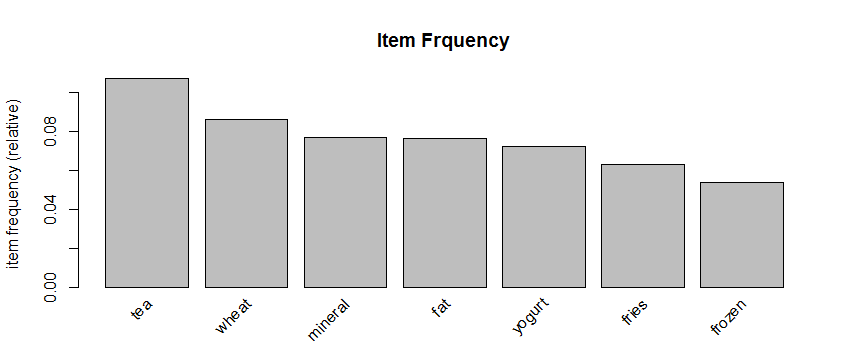 Item Frquency
item frequency (relative)
0.08
0.04
0.00
tea
wheat
mineral
fat
yogurt
fries
frozen